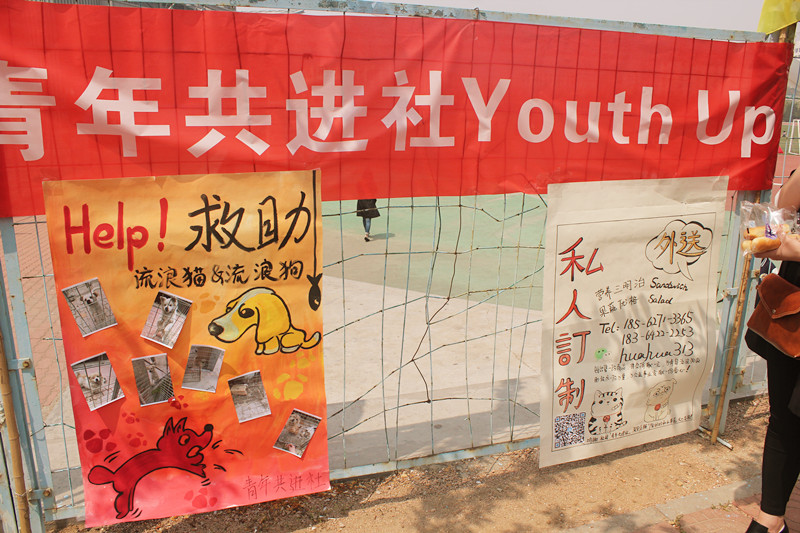 青年共进社Youth Up
Help! 救助
流浪猫&流浪狗
青年共进社
外送
私人订制
营养三明治 Sandwich
果蔬沙拉 Salad
Tel: 185-6271-3365
183-6422-2253
huahua313